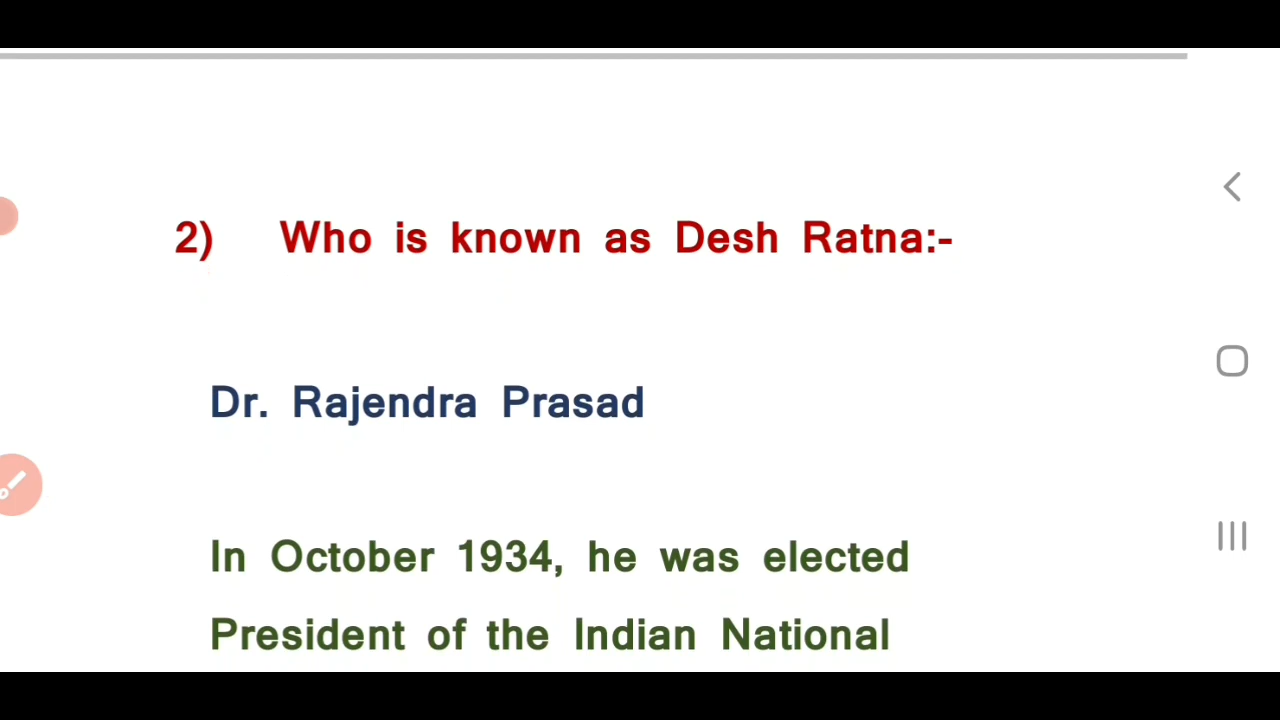 2) Who is known as Desh Ratna:-
Dr. Rajendra Prasad
In October 1934, he was elected
President of the Indian National